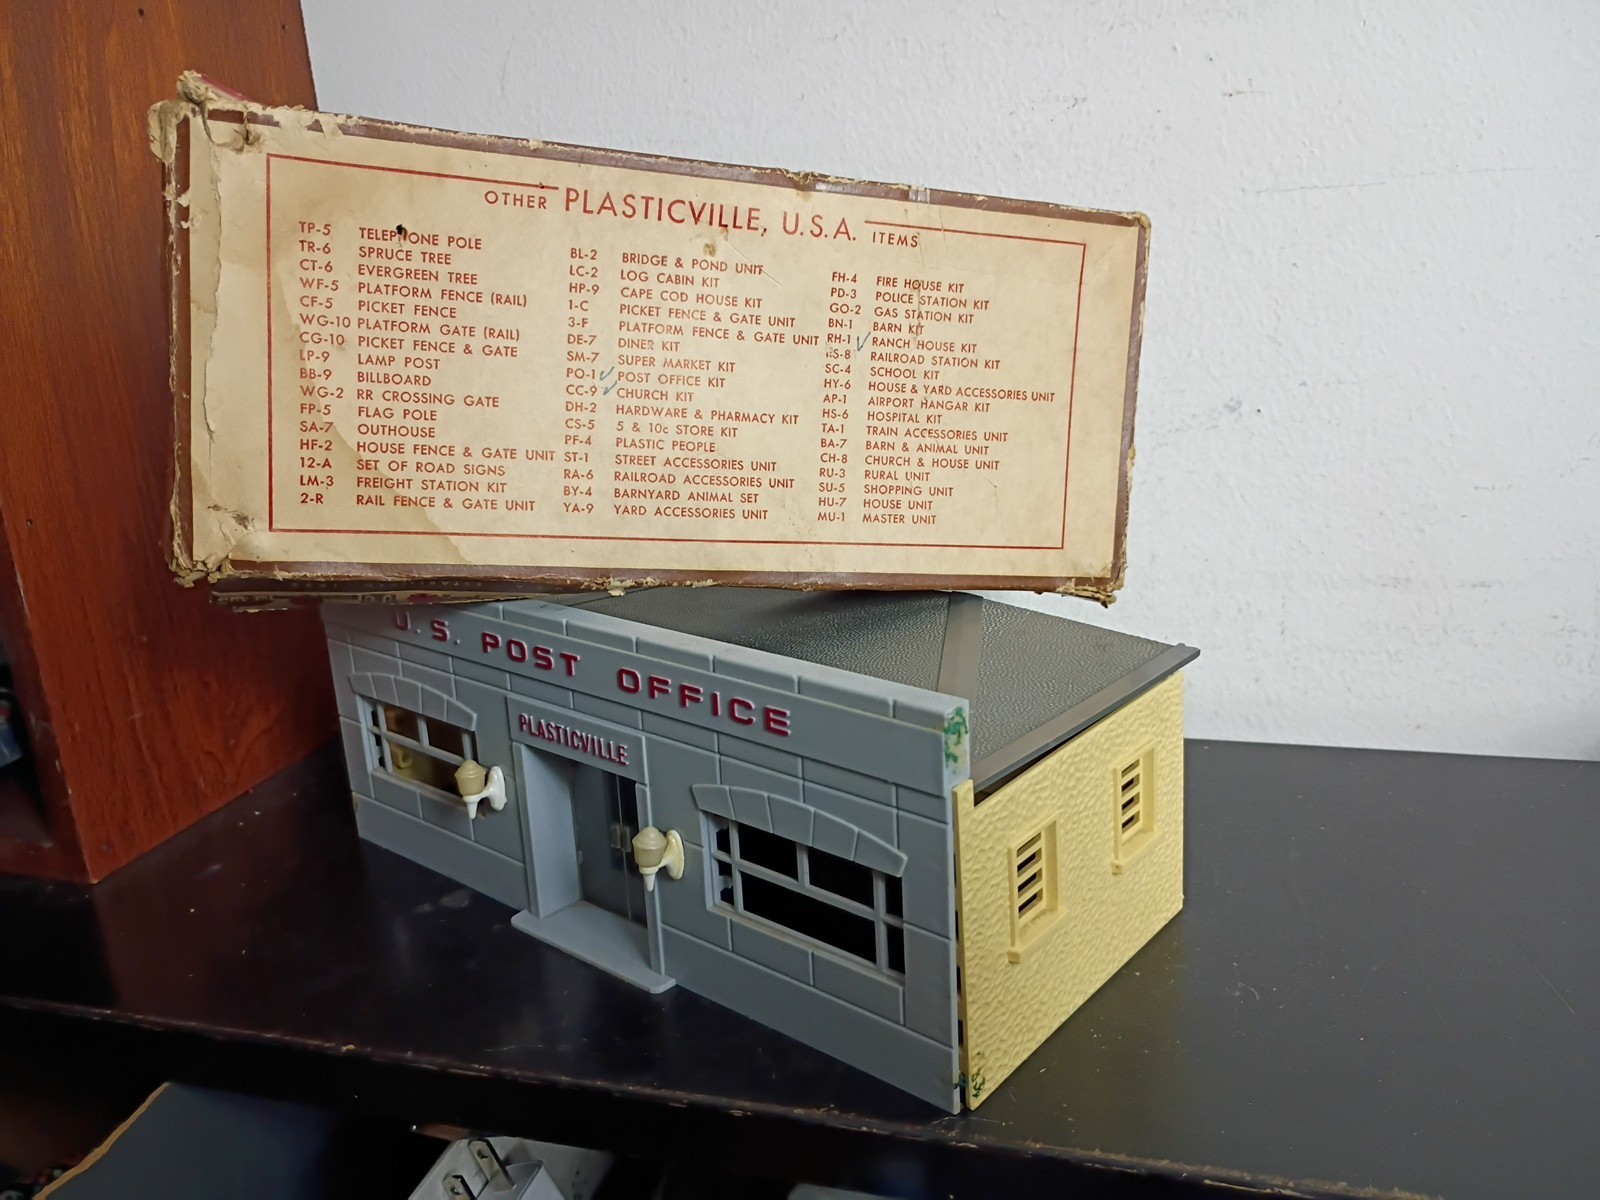 OTHER PLASTICVILLE, U.S.A. ITEMS
TP-5 TELEPHONE POLE
TR-6 SPRUCE TREE
CT-6 EVERGREEN TREE
WF-5 PLATFORM FENCE (RAIL)
CF-5 PICKET FENCE
WG-10 PLATFORM GATE (RAIL)
CG-10 PICKET FENCE & GATE
LP-9 LAMP POST
BB-9 BILLBOARD
WG-2 RR CROSSING GATE
FP-5 FLAG POLE
SA-7 OUTHOUSE
HF-2 HOUSE FENCE & GATE UNIT
12-A SET OF ROAD SIGNS
LM-3 FREIGHT STATION KIT
2-R RAIL FENCE & GATE UNIT
BL-2 BRIDGE & POND UNIT
LC-2 LOG CABIN KIT
HP-9 CAPE COD HOUSE KIT
1-C PICKET FENCE & GATE UNIT
3-F PLATFORM FENCE & GATE UNIT
DE-7 DINER KIT
SM-7 SUPER MARKET KIT
PO-1 POST OFFICE KIT
CC-9 CHURCH KIT
DH-2 HARDWARE & PHARMACY KIT
CS-5 5 & 10c STORE KIT
PF-4 PLASTIC PEOPLE
ST-1 STREET ACCESSORIES UNIT
RA-6 RAILROAD ACCESSORIES UNIT
BY-4 BARNYARD ANIMAL SET
YA-9 YARD ACCESSORIES UNIT
FH-4 FIRE HOUSE KIT
PD-3 POLICE STATION KIT
GO-2 GAS STATION KIT
BN-1 BARN KIT
RH-1 RANCH HOUSE KIT
RS-8 RAILROAD STATION KIT
SC-4 SCHOOL KIT
HY-6 HOUSE & YARD ACCESSORIES UNIT
AP-1 AIRPORT HANGAR KIT
HS-6 HOSPITAL KIT
TA-1 TRAIN ACCESSORIES UNIT
BA-7 BARN & ANIMAL UNIT
CH-8 CHURCH & HOUSE UNIT
RU-3 RURAL UNIT
SU-5 SHOPPING UNIT
HU-7 HOUSE UNIT
MU-1 MASTER UNIT
U.S. POST OFFICE
PLASTICVILLE